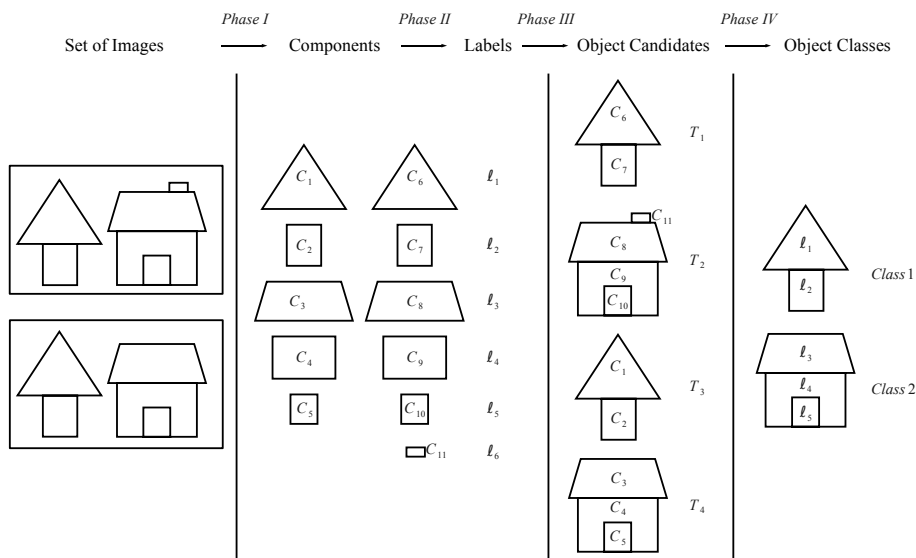 Phase I Phase II Phase III Phase IV
Set of Images Components Labels Object Candidates Object Classes
C6 T1
C7
C1 C6 ℓ1
C11
C2 C7 ℓ2
C8 T2
ℓ1
C9
Class 1
ℓ2
C10
C3 C8 ℓ3
C4 C9 ℓ4
ℓ3
C1 T3
ℓ4 Class 2
C5 C10 ℓ5
ℓ5
C2
C11 ℓ6
C3
C4 T4
C5